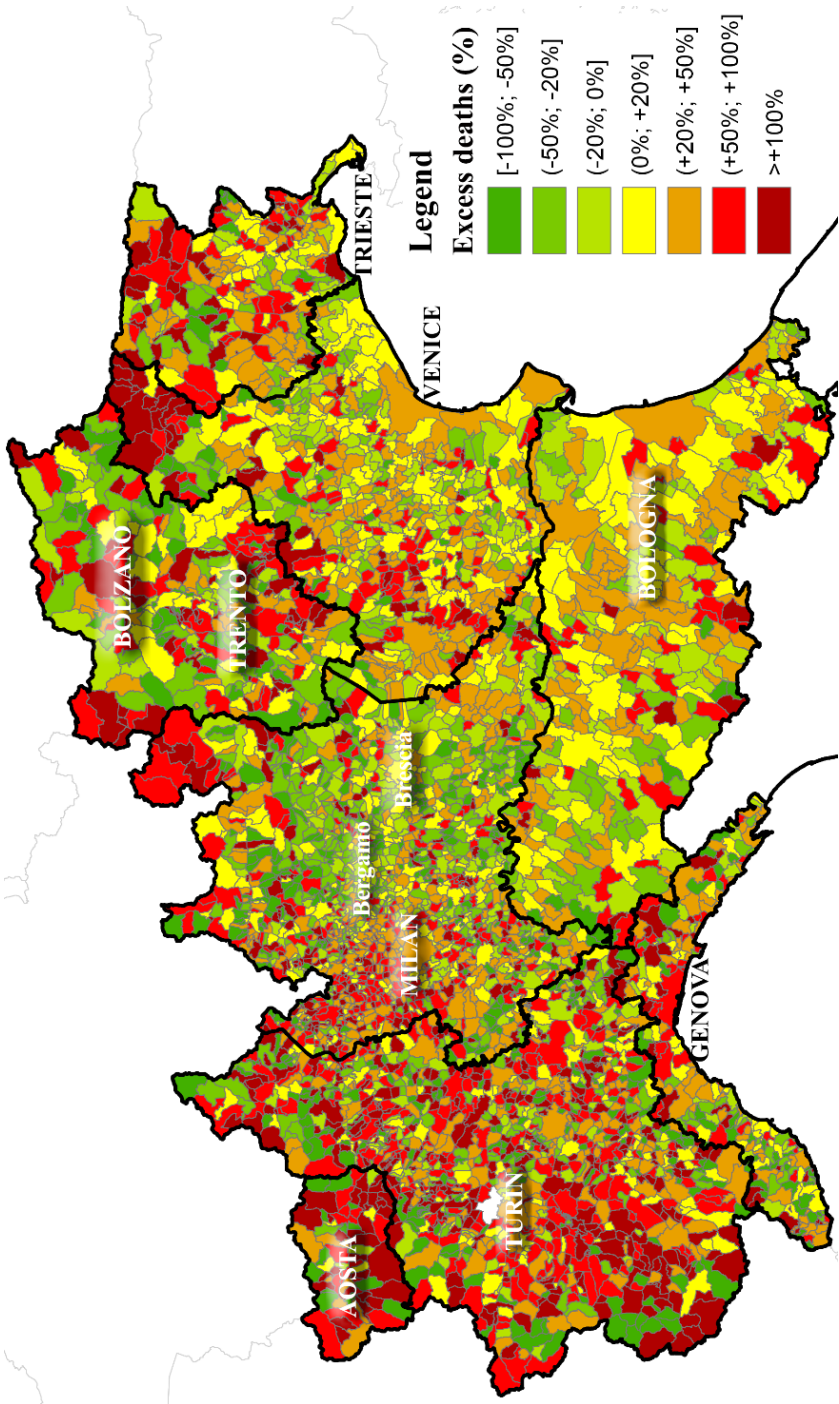 BOLZANO
TRENTO
AOSTA
Bergamo
Brescia
MILAN
TRIESTE
VENICE
TURIN
GENOVA
BOLOGNA
Legend
Excess deaths (%)
[-100%; -50%]
(-50%; -20%]
(-20%; 0%]
(0%; +20%]
(+20%; +50%]
(+50%; +100%]
>+100%